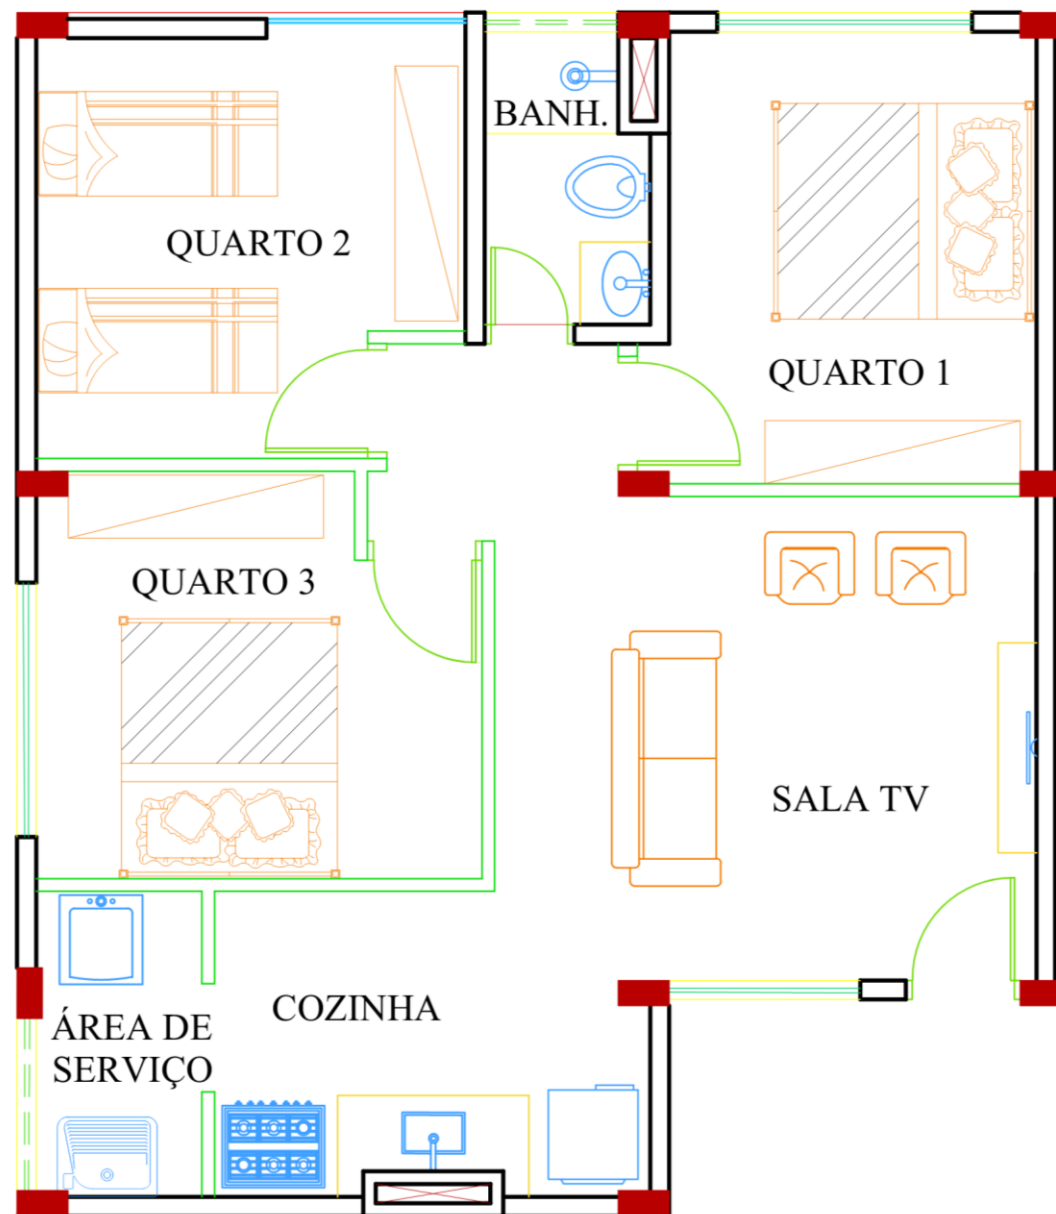 BANH.
QUARTO 2
QUARTO 1
QUARTO 3
SALA TV
COZINHA
ÁREA DE
SERVIÇO